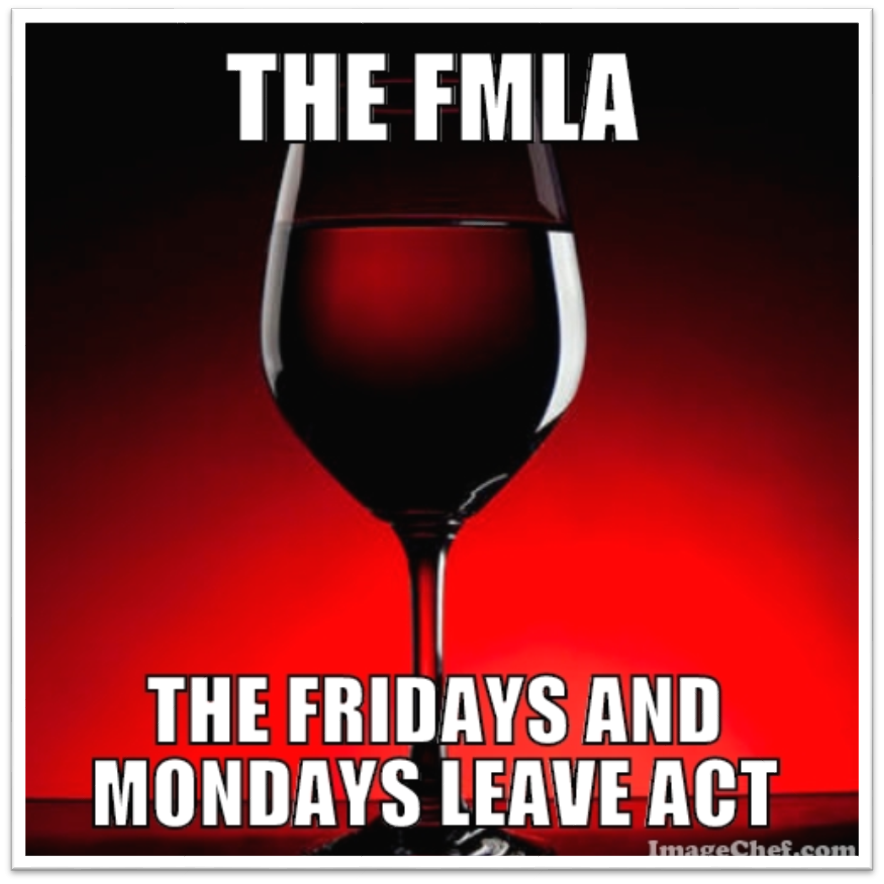 THE FMLA
THE FRIDAYS AND
MONDAYS LEAVE ACT
ImageChef.com